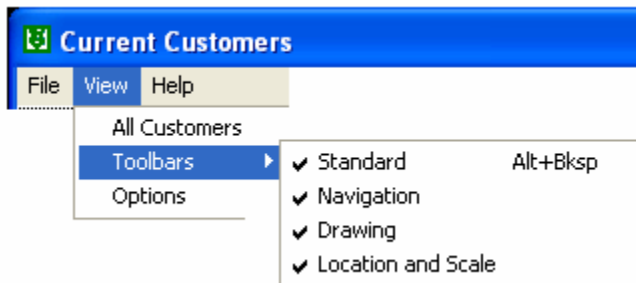 Current Customers
File View Help
All Customers
Toolbars
Standard Alt+Bksp
Options
Navigation
Drawing
Location and Scale